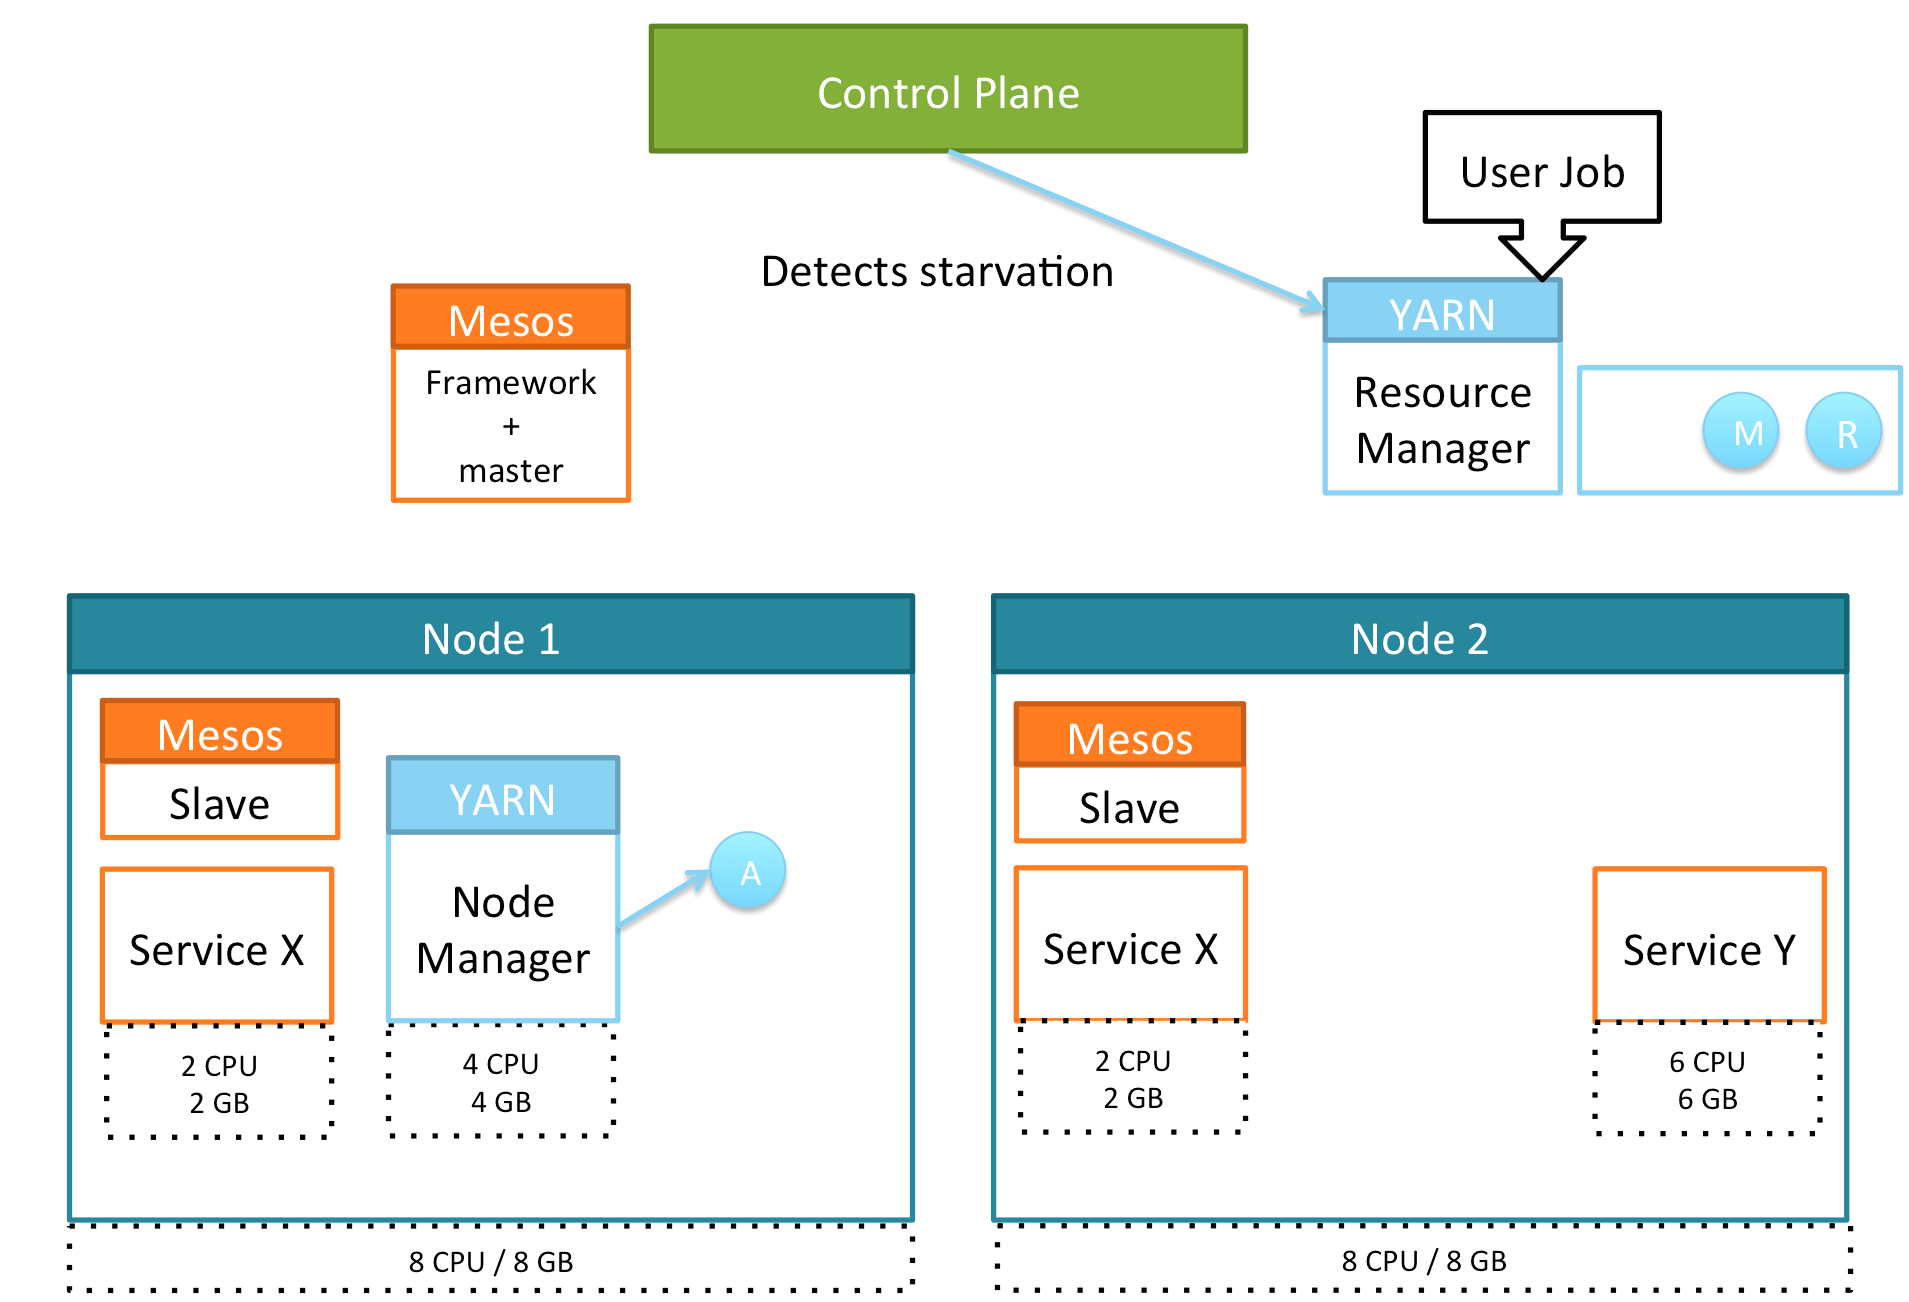 Control Plane
User Job
Detects starvation
Mesos
Framework
+
master
YARN
Resource
Manager
M
R
Node 1
Mesos
Slave
Service X
2 CPU
2 GB
YARN
Node
Manager
4 CPU
4 GB
A
8 CPU / 8 GB
Node 2
Mesos
Slave
Service X
2 CPU
2 GB
Service Y
6 CPU
6 GB
8 CPU / 8 GB